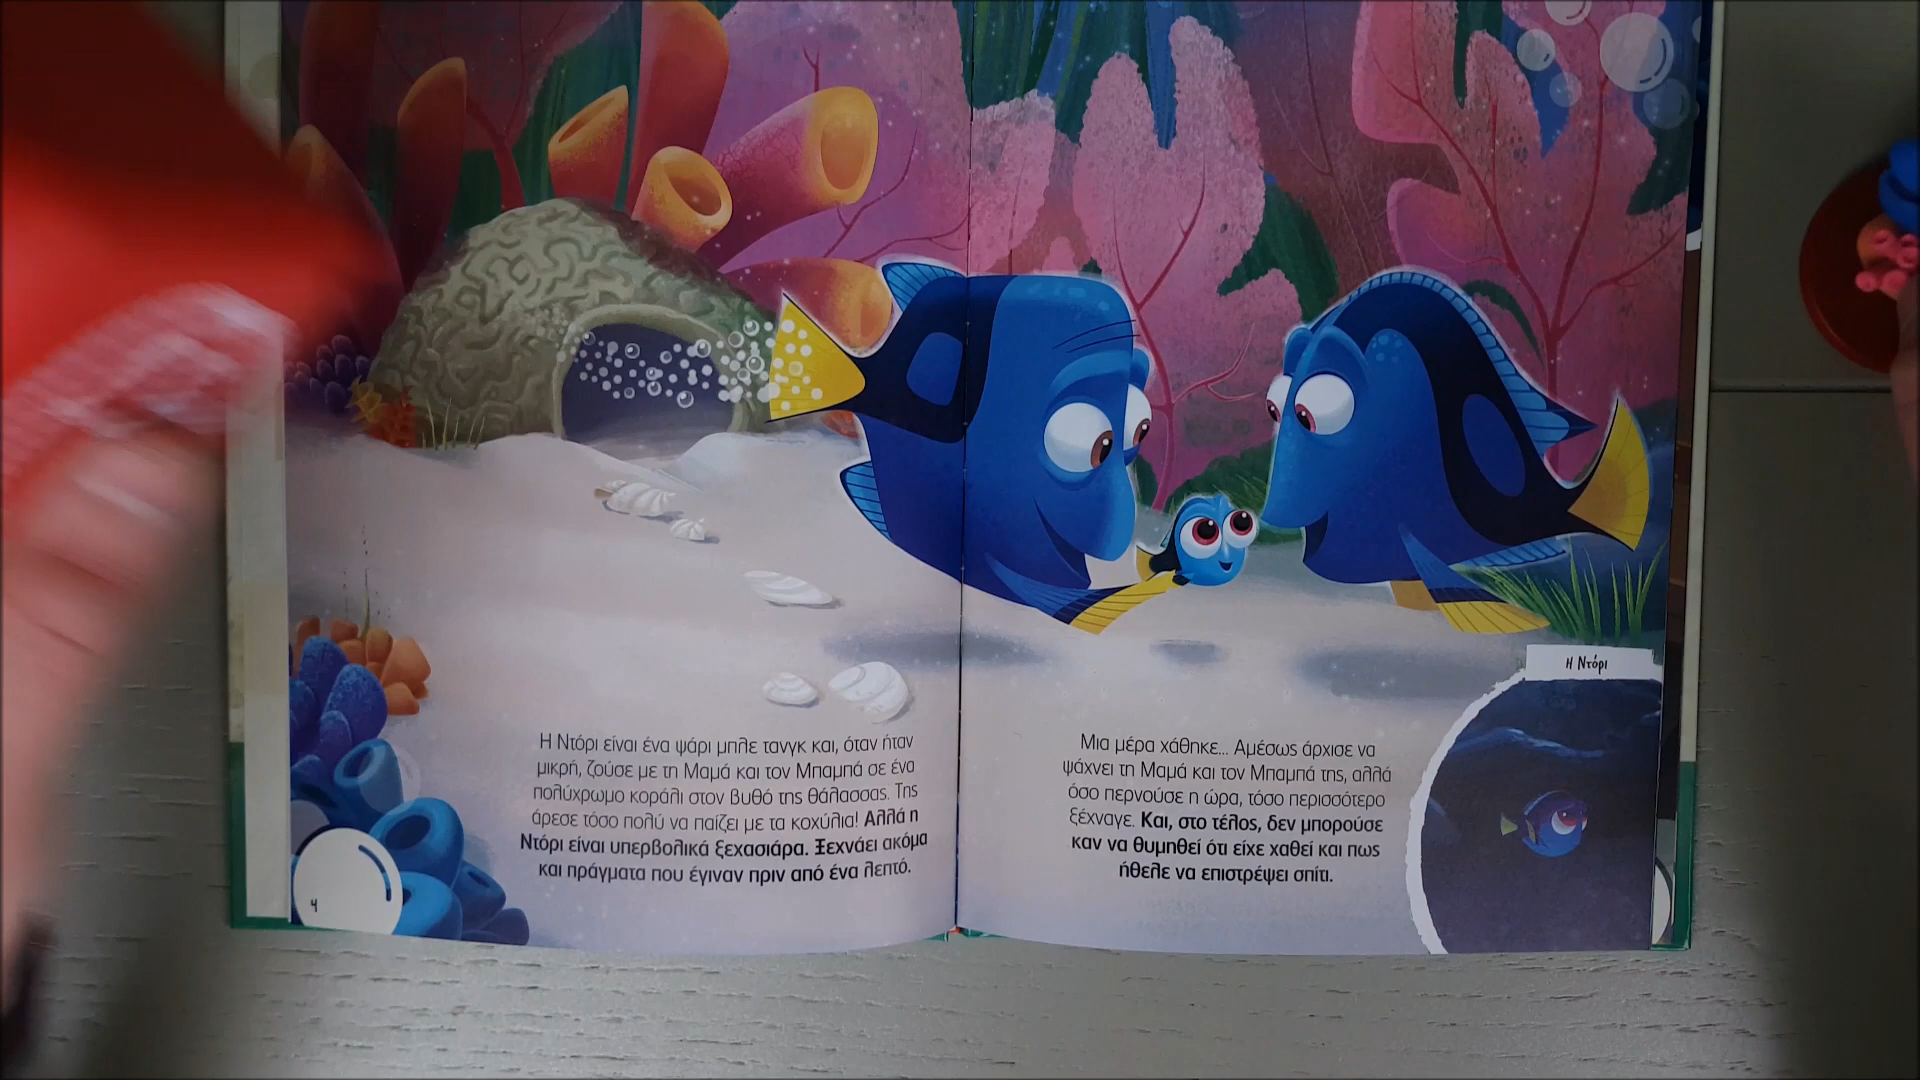 Η Ντόρι είναι ένα ψάρι μπλε τανγκ και, όταν ήταν
μικρή, ζούσε με τη Μαμά και τον Μπαμπά σε ένα
πολύχρωμο κοράλι στον βυθό της θάλασσας. Της
άρεσε τόσο πολύ να παίζει με τα κοχύλια! Αλλά η
Ντόρι είναι υπερβολικά ξεχασιάρα. Ξεχνάει ακόμα
και πράγματα που έγιναν πριν από ένα λεπτό.
4
Μια μέρα χάθηκε... Αμέσως άρχισε να
ψάχνει τη Μαμά και τον Μπαμπά της, αλλά
όσο περνούσε η ώρα, τόσο περισσότερο
ξέχναγε. Και, στο τέλος, δεν μπορούσε
καν να θυμηθεί ότι είχε χαθεί και πως
ήθελε να επιστρέψει σπίτι.
Η Ντόρι